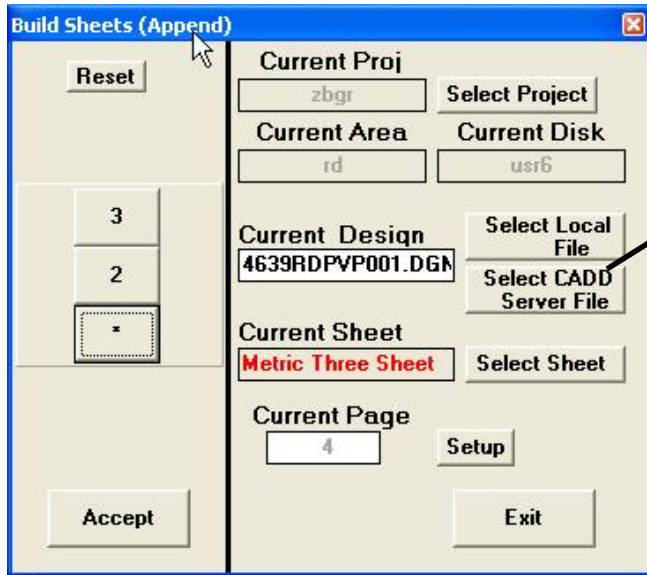 Build Sheets (Append)
Reset
3
2
*
Accept
Current Proj
zbgr
Select Project
Current Area
Current Disk
rd
usr6
Current Design
4639RDPVP001.DGN
Select Local
File
Select CADD
Server File
Current Sheet
Metric Three Sheet
Select Sheet
Current Page
4
Setup
Exit